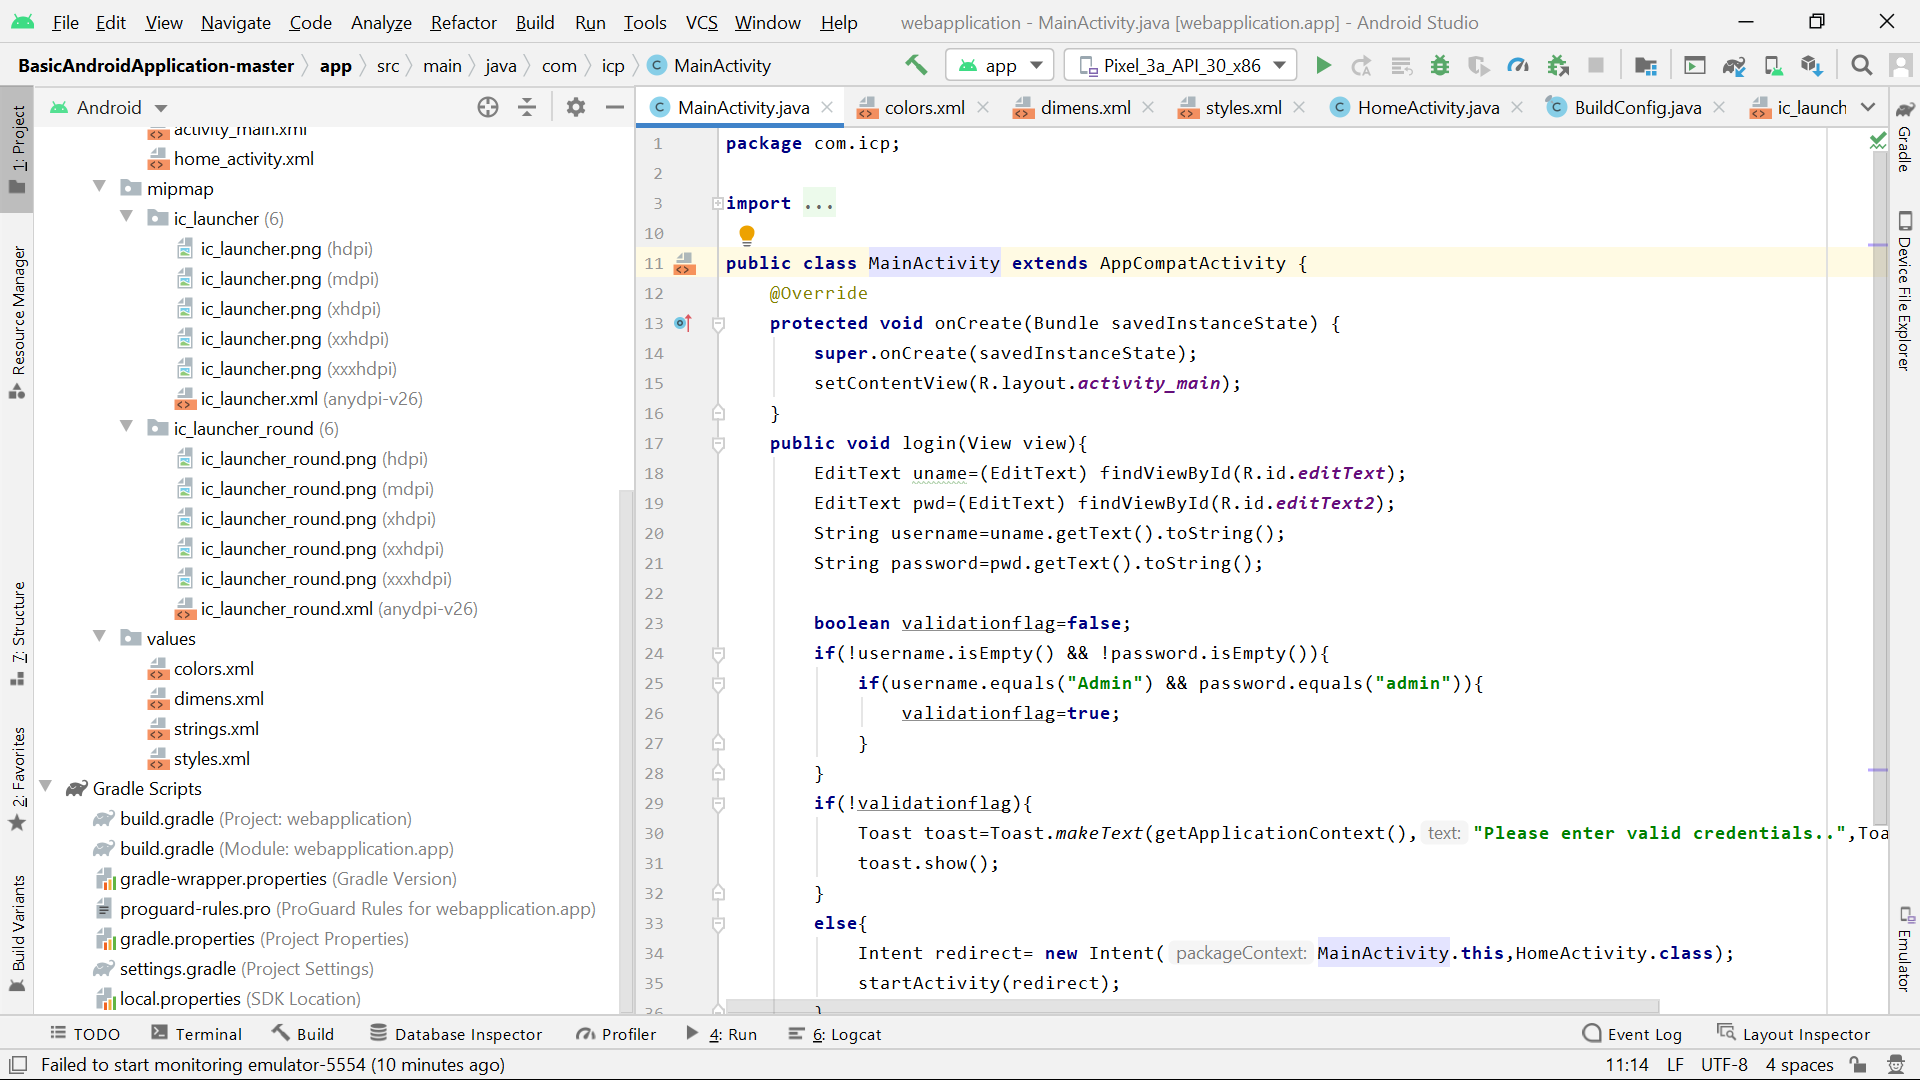 File Edit View Navigate Code Analyze Refactor Build Run Tools VCS Window Help webapplication - MainActivity.java [webapplication.app] - Android Studio
BasicAndroidApplication-master app src main java com icp MainActivity app Pixel_3a_API_30_x86
Android
MainActivity.java colors.xml dimens.xml styles.xml HomeActivity.java BuildConfig.java ic_launch
1: Project
Resource Manager
7: Structure
2: Favorites
Build Variants
activity_main.xml
home_activity.xml
mipmap
ic_launcher (6)
ic_launcher.png (hdpi)
ic_launcher.png (mdpi)
ic_launcher.png (xhdpi)
ic_launcher.png (xxhdpi)
ic_launcher.png (xxxhdpi)
ic_launcher.xml (anydpi-v26)
ic_launcher_round (6)
ic_launcher_round.png (hdpi)
ic_launcher_round.png (mdpi)
ic_launcher_round.png (xhdpi)
ic_launcher_round.png (xxhdpi)
ic_launcher_round.png (xxxhdpi)
ic_launcher_round.xml (anydpi-v26)
values
colors.xml
dimens.xml
strings.xml
styles.xml
Gradle Scripts
build.gradle (Project: webapplication)
build.gradle (Module: webapplication.app)
gradle-wrapper.properties (Gradle Version)
proguard-rules.pro (ProGuard Rules for webapplication.app)
gradle.properties (Project Properties)
settings.gradle (Project Settings)
local.properties (SDK Location)
1 package com.icp;
2
3 import ...
10
11 public class MainActivity extends AppCompatActivity {
12 @Override
13 protected void onCreate(Bundle savedInstanceState) {
14 super.onCreate(savedInstanceState);
15 setContentView(R.layout.activity_main);
16 }
17 public void login(View view){
18 EditText uname=(EditText) findViewById(R.id.editText);
19 EditText pwd=(EditText) findViewById(R.id.editText2);
20 String username=uname.getText().toString();
21 String password=pwd.getText().toString();
22
23 boolean validationflag=false;
24 if(!username.isEmpty() && !password.isEmpty()){
25 if(username.equals("Admin") && password.equals("admin")){
26 validationflag=true;
27 }
28 }
29 if(!validationflag){
30 Toast toast=Toast.makeText(getApplicationContext(), text: "Please enter valid credentials..",Toa
31 toast.show();
32 }
33 else{
34 Intent redirect= new Intent( packageContext: MainActivity.this,HomeActivity.class);
35 startActivity(redirect);
36 }
Gradle
Device File Explorer
Emulator
TODO Terminal Build Database Inspector Profiler 4: Run 6: Logcat Event Log Layout Inspector
Failed to start monitoring emulator-5554 (10 minutes ago) 11:14 LF UTF-8 4 spaces